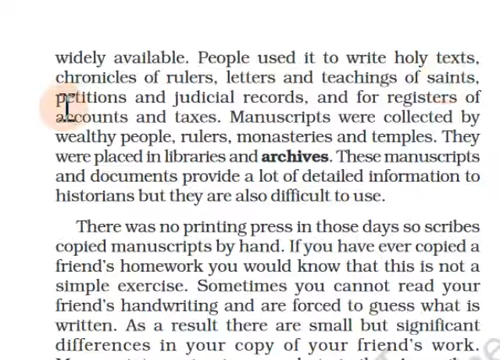 widely available. People used it to write holy texts,
chronicles of rulers, letters and teachings of saints,
petitions and judicial records, and for registers of
accounts and taxes. Manuscripts were collected by
wealthy people, rulers, monasteries and temples. They
were placed in libraries and archives. These manuscripts
and documents provide a lot of detailed information to
historians but they are also difficult to use.
There was no printing press in those days so scribes
copied manuscripts by hand. If you have ever copied a
friend's homework you would know that this is not a
simple exercise. Sometimes you cannot read your
friend's handwriting and are forced to guess what is
written. As a result there are small but significant
differences in your copy of your friend's work.